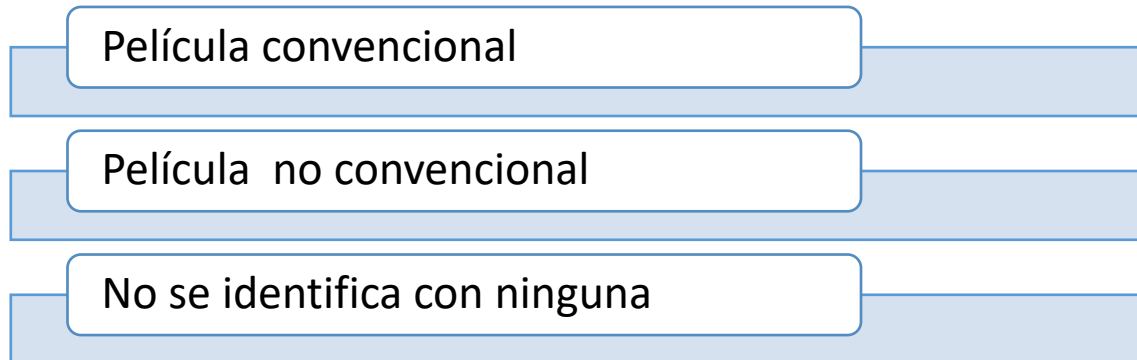 Película convencional
Película  no convencional
No se identifica con ninguna